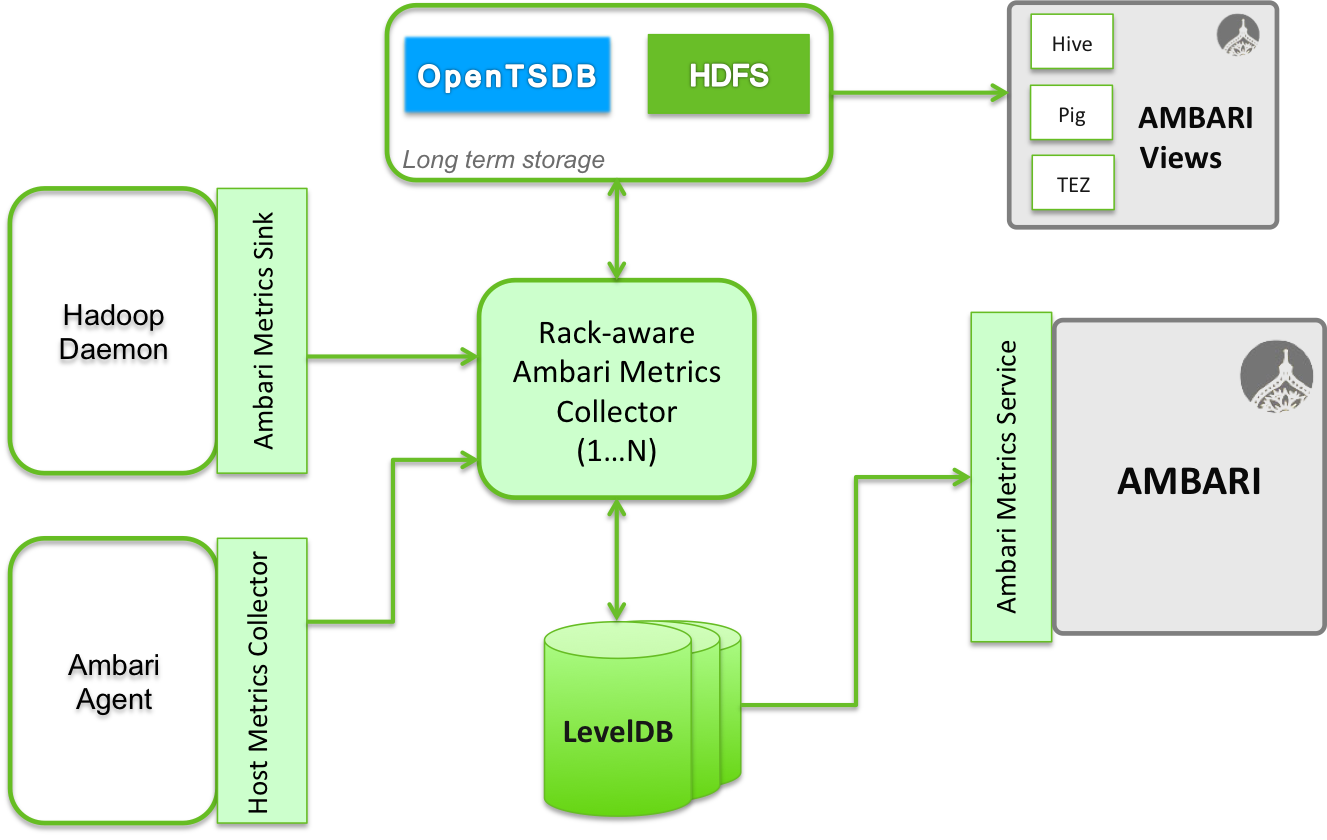 OpenTSDB
HDFS
Long term storage
Hive
Pig
TEZ
AMBARI
Views
Hadoop
Daemon
Ambari Metrics Sink
Rack-aware
Ambari Metrics
Collector
(1...N)
Ambari Metrics Service
AMBARI
Ambari
Agent
Host Metrics Collector
LevelDB